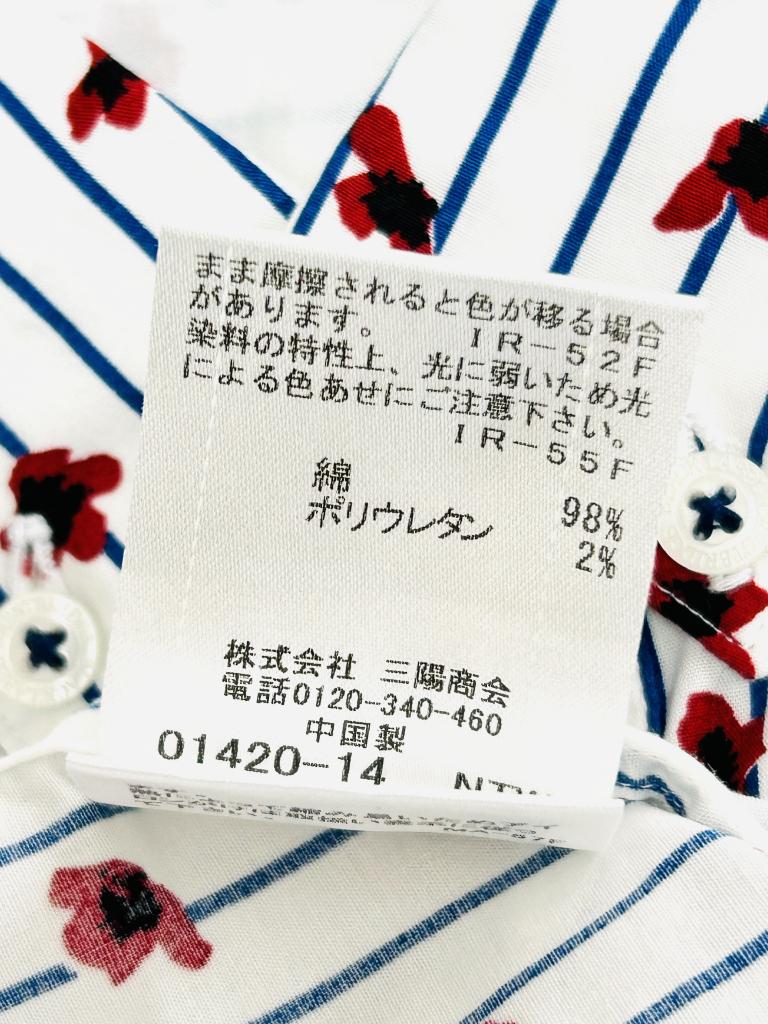 まま摩擦されると色が移る場合
があります。 IR-52F
染料の特性上、光に弱いため光
による色あせにご注意下さい。
IR-55F
綿 98%
ポリウレタン 2%
株式会社 三陽商会
電話0120-340-460
中国製
01420-14